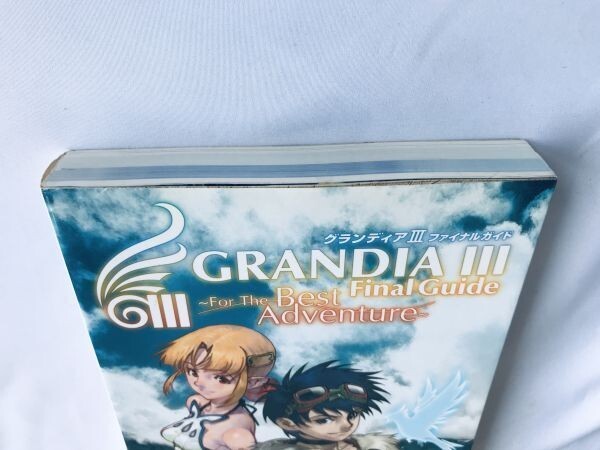 グランディアIII ファイナルガイド
GRANDIA III
Final Guide
~For The Best
Adventure~
III